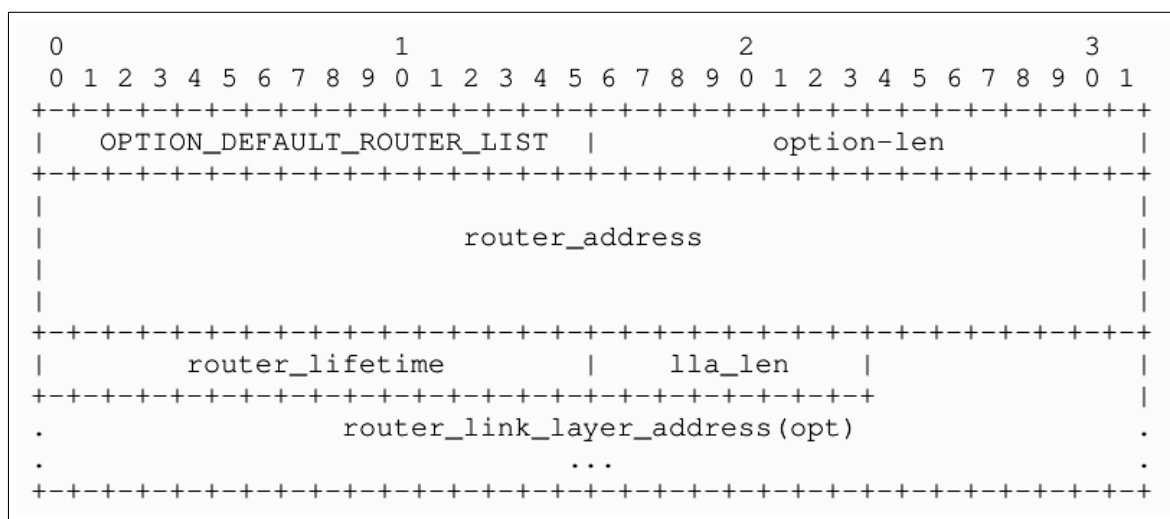 0                   1                   2                   3
 0 1 2 3 4 5 6 7 8 9 0 1 2 3 4 5 6 7 8 9 0 1 2 3 4 5 6 7 8 9 0 1
+-+-+-+-+-+-+-+-+-+-+-+-+-+-+-+-+-+-+-+-+-+-+-+-+-+-+-+-+-+-+-+-+
|   OPTION_DEFAULT_ROUTER_LIST  |          option-len           |
+-+-+-+-+-+-+-+-+-+-+-+-+-+-+-+-+-+-+-+-+-+-+-+-+-+-+-+-+-+-+-+-+
|                                                               |
|                        router_address                         |
|                                                               |
|                                                               |
+-+-+-+-+-+-+-+-+-+-+-+-+-+-+-+-+-+-+-+-+-+-+-+-+-+-+-+-+-+-+-+-+
|        router_lifetime        |    lla_len    |               |
+-+-+-+-+-+-+-+-+-+-+-+-+-+-+-+-+-+-+-+-+-+-+-+-+               |
.                 router_link_layer_address(opt)                .
.                              ...                              .
+-+-+-+-+-+-+-+-+-+-+-+-+-+-+-+-+-+-+-+-+-+-+-+-+-+-+-+-+-+-+-+-+